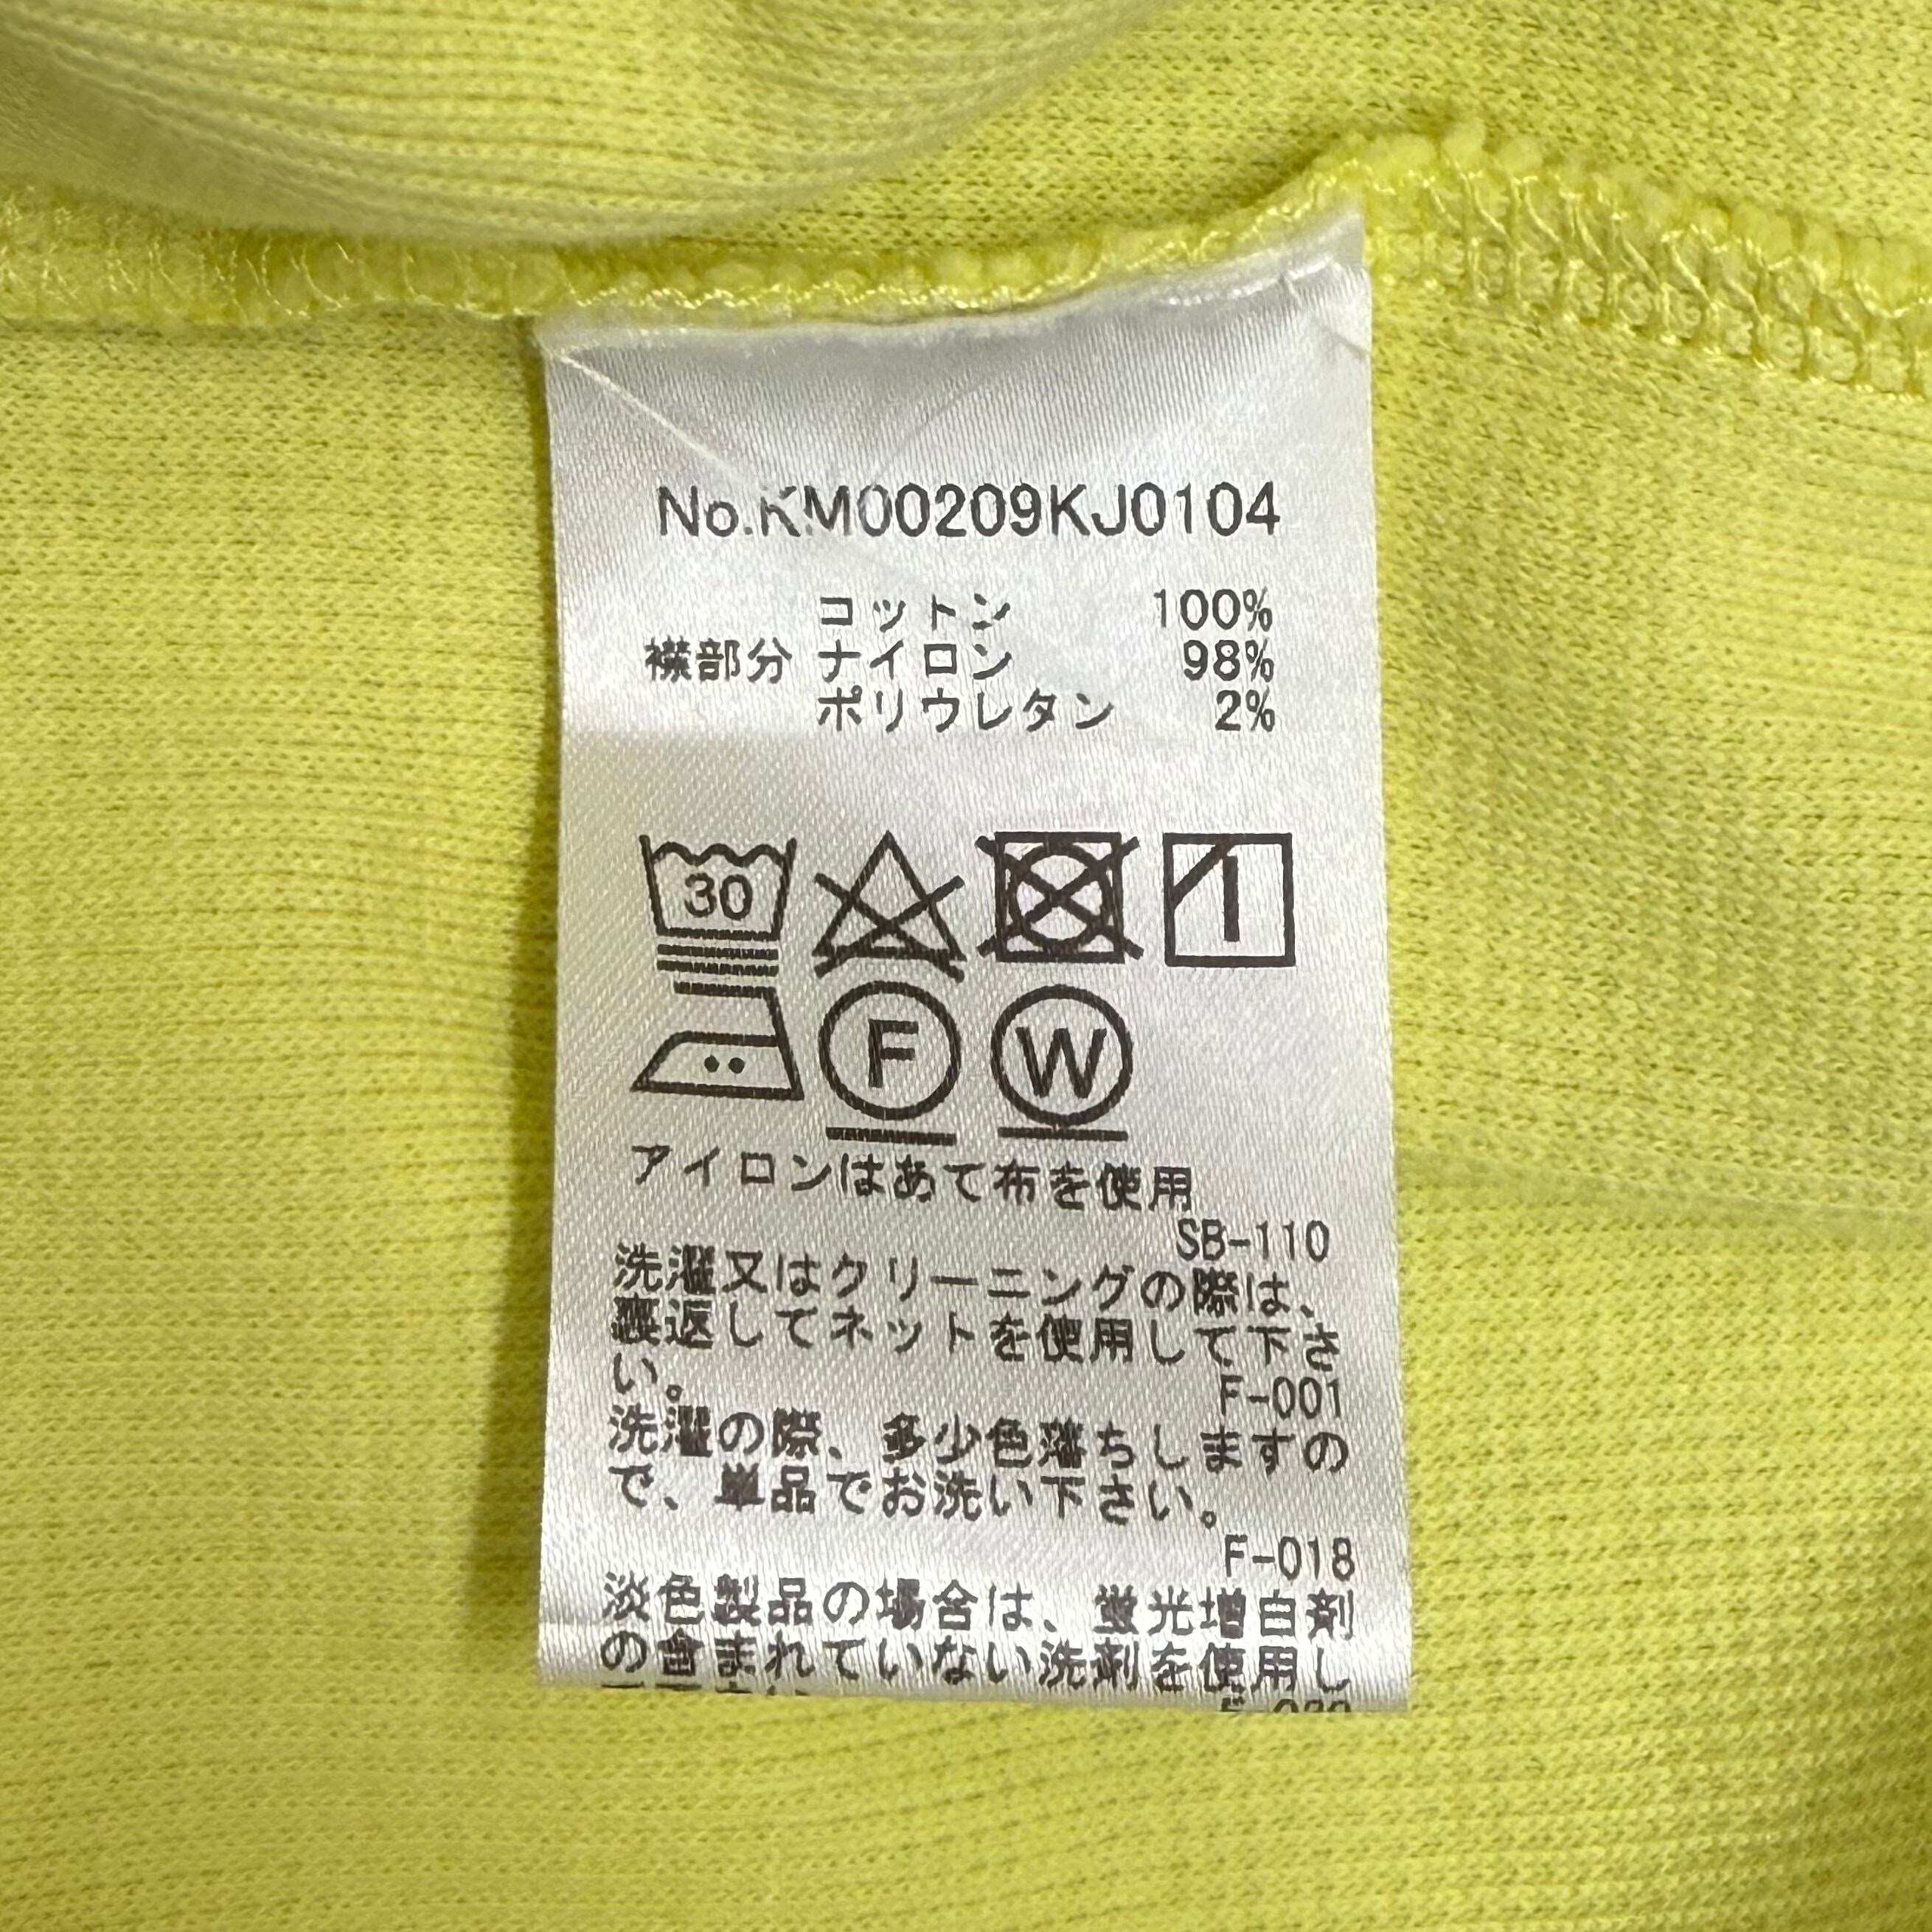 No.KM00209KJ0104
コットン 100%
襟部分 ナイロン 98%
ポリウレタン 2%
30
F W
アイロンはあて布を使用
SB-110
洗濯又はクリーニングの際は、
裏返してネットを使用して下さ
い。 F-001
洗濯の際、多少色落ちしますの
で、単品でお洗い下さい。
F-018
淡色製品の場合は、蛍光増白剤
の含まれていない洗剤を使用し